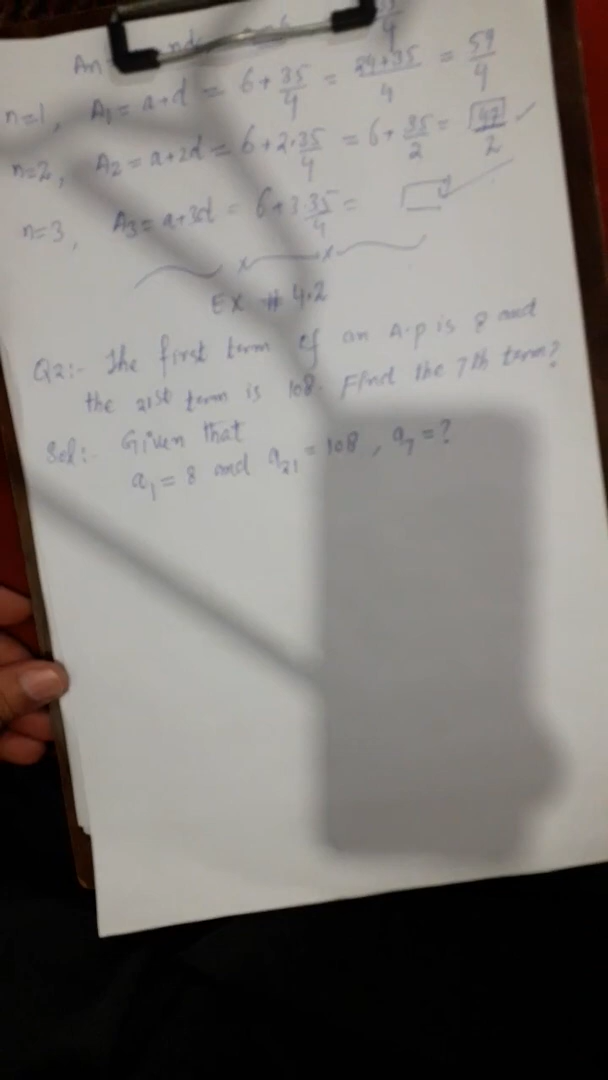 n=1, A₁ = a+d = 6 + 35/4 = 24+35/4 = 59/4
n=2, A₂ = a+2d = 6+2·35/4 = 6+ 35/2 = 47/2
n=3, A₃ = a+3d = 6+3·35/4 =
Ex # 4.2
Q2:- The first term of an A.p is 8 and
the 21st term is 108. Find the 7th term?
Sol:- Given that
a₁ = 8 and a₂₁ = 108, a₇ = ?